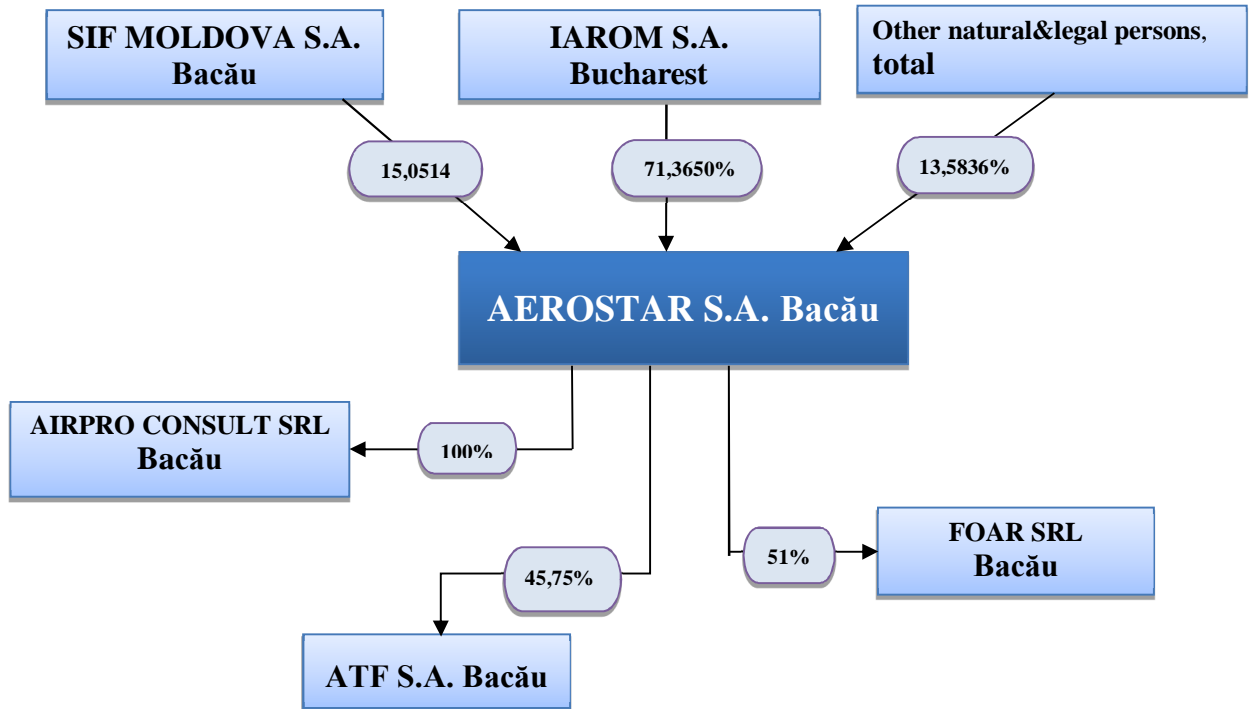 SIF MOLDOVA S.A.
Bacău
IAROM S.A.
Bucharest
Other natural&legal persons,
total
15,0514
71,3650%
13,5836%
AEROSTAR S.A. Bacău
AIRPRO CONSULT SRL
Bacău
100%
FOAR SRL
Bacău
51%
45,75%
ATF S.A. Bacău